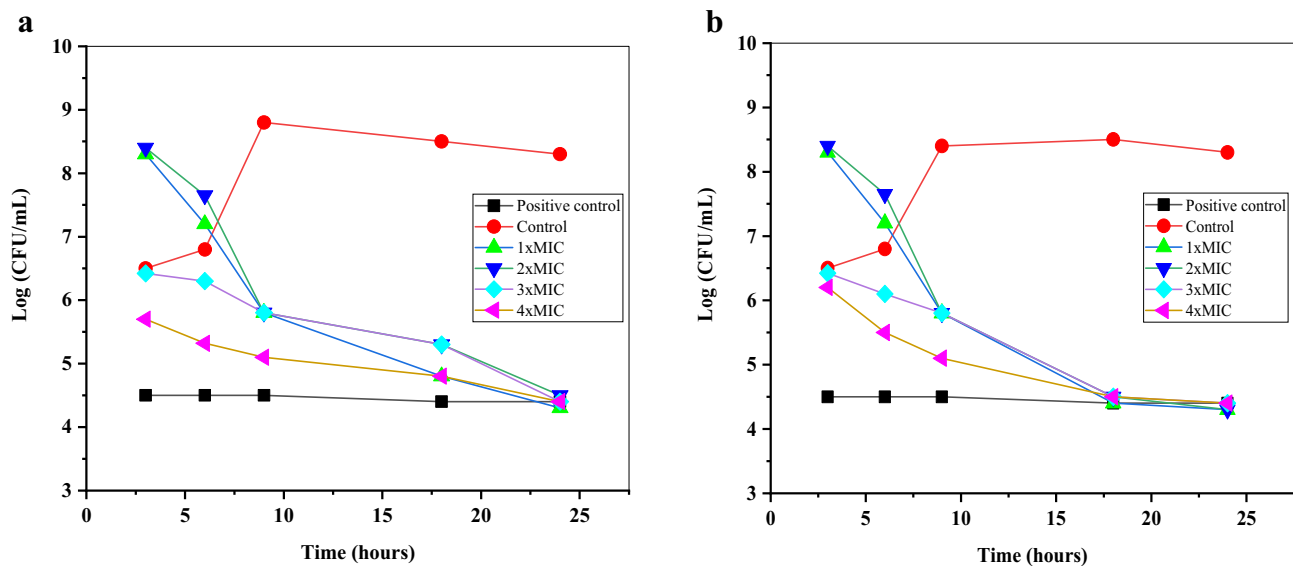 a
10
9
8
7
6
5
4
3
Log (CFU/mL)
0
5
10
15
20
25
Time (hours)
Positive control
Control
1xMIC
2xMIC
3xMIC
4xMIC
b
10
9
8
7
6
5
4
3
Log (CFU/mL)
0
5
10
15
20
25
Time (hours)
Positive control
Control
1xMIC
2xMIC
3xMIC
4xMIC